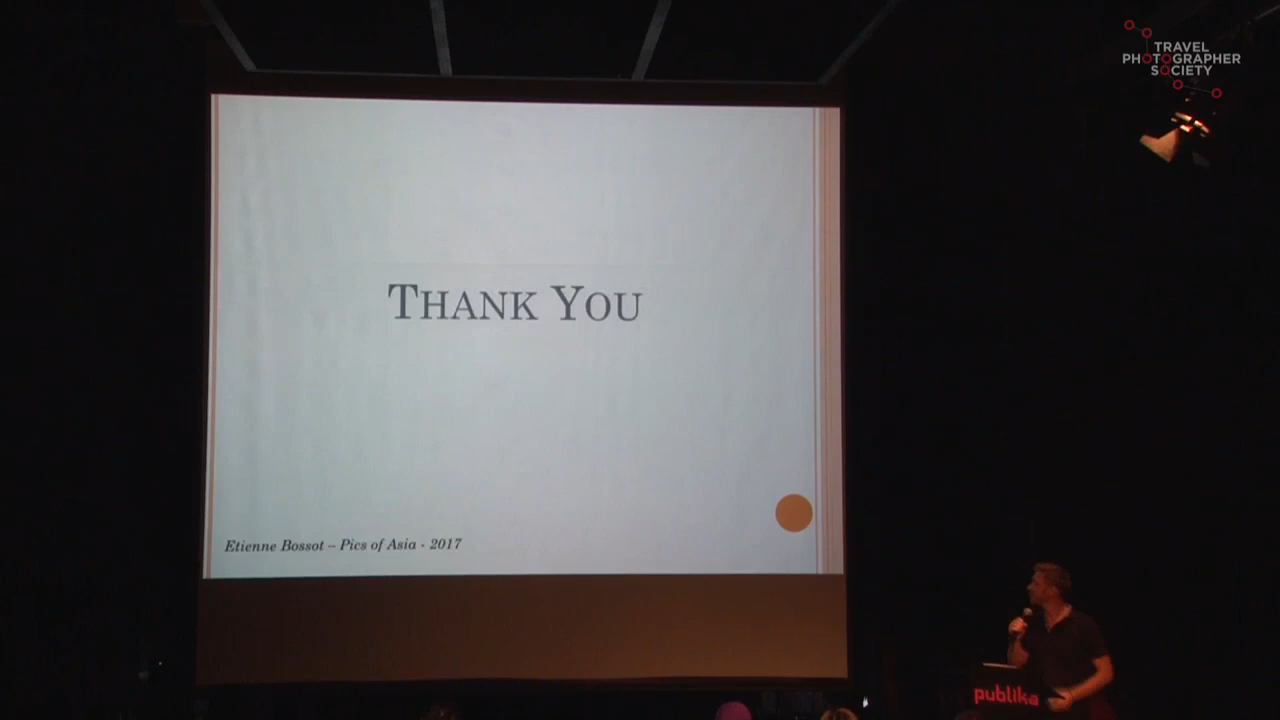 TRAVEL
PHOTOGRAPHER
SOCIETY
THANK YOU
Etienne Bossot – Pics of Asia - 2017
publika